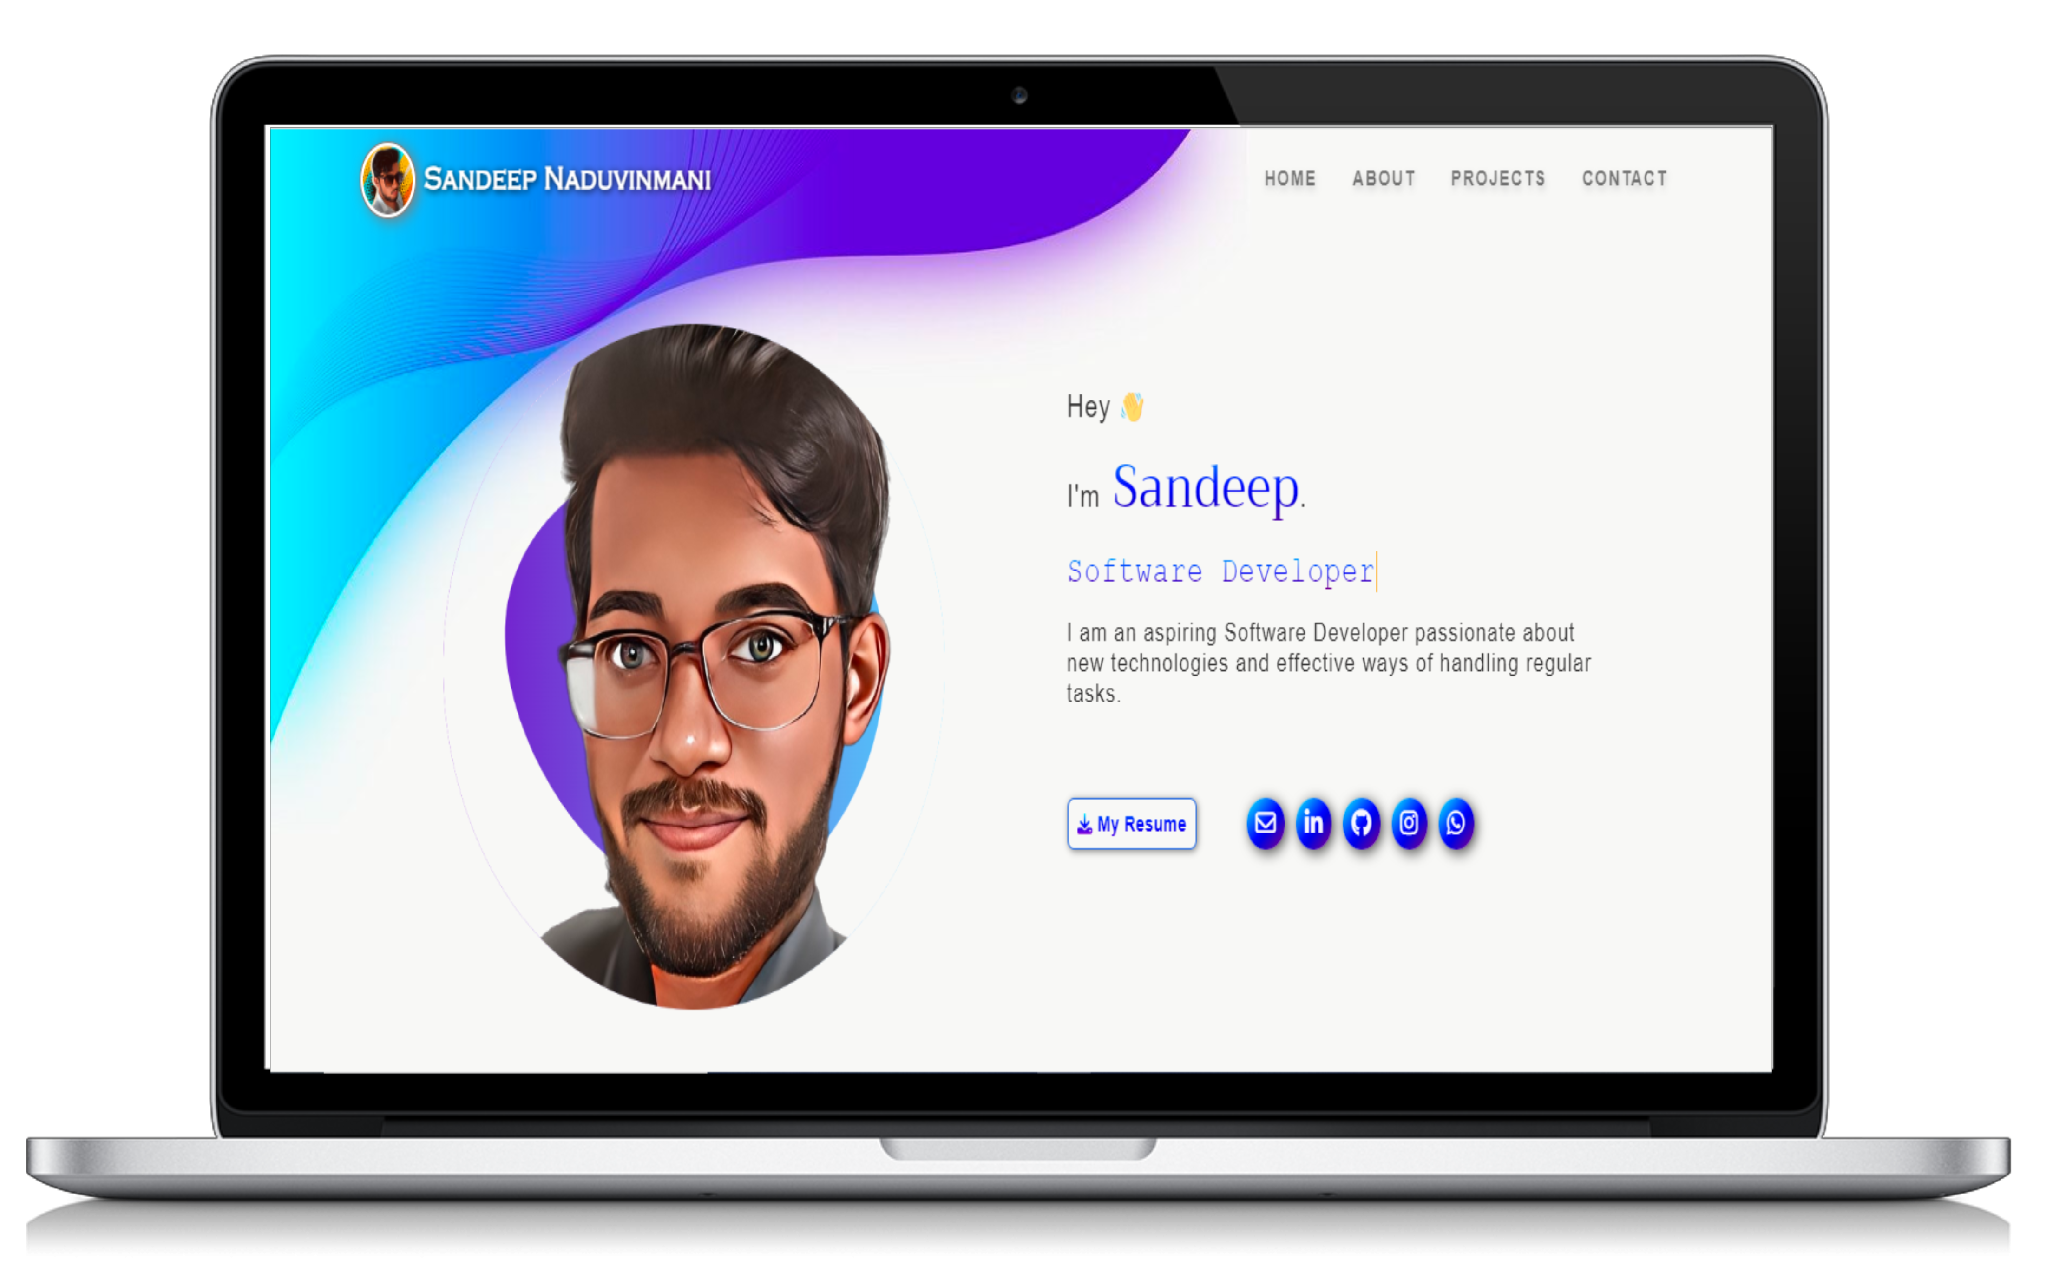 SANDEEP NADUVINMANI
HOME ABOUT PROJECTS CONTACT
Hey 👋
I'm Sandeep.
Software Developer
I am an aspiring Software Developer passionate about
new technologies and effective ways of handling regular
tasks.
My Resume
in